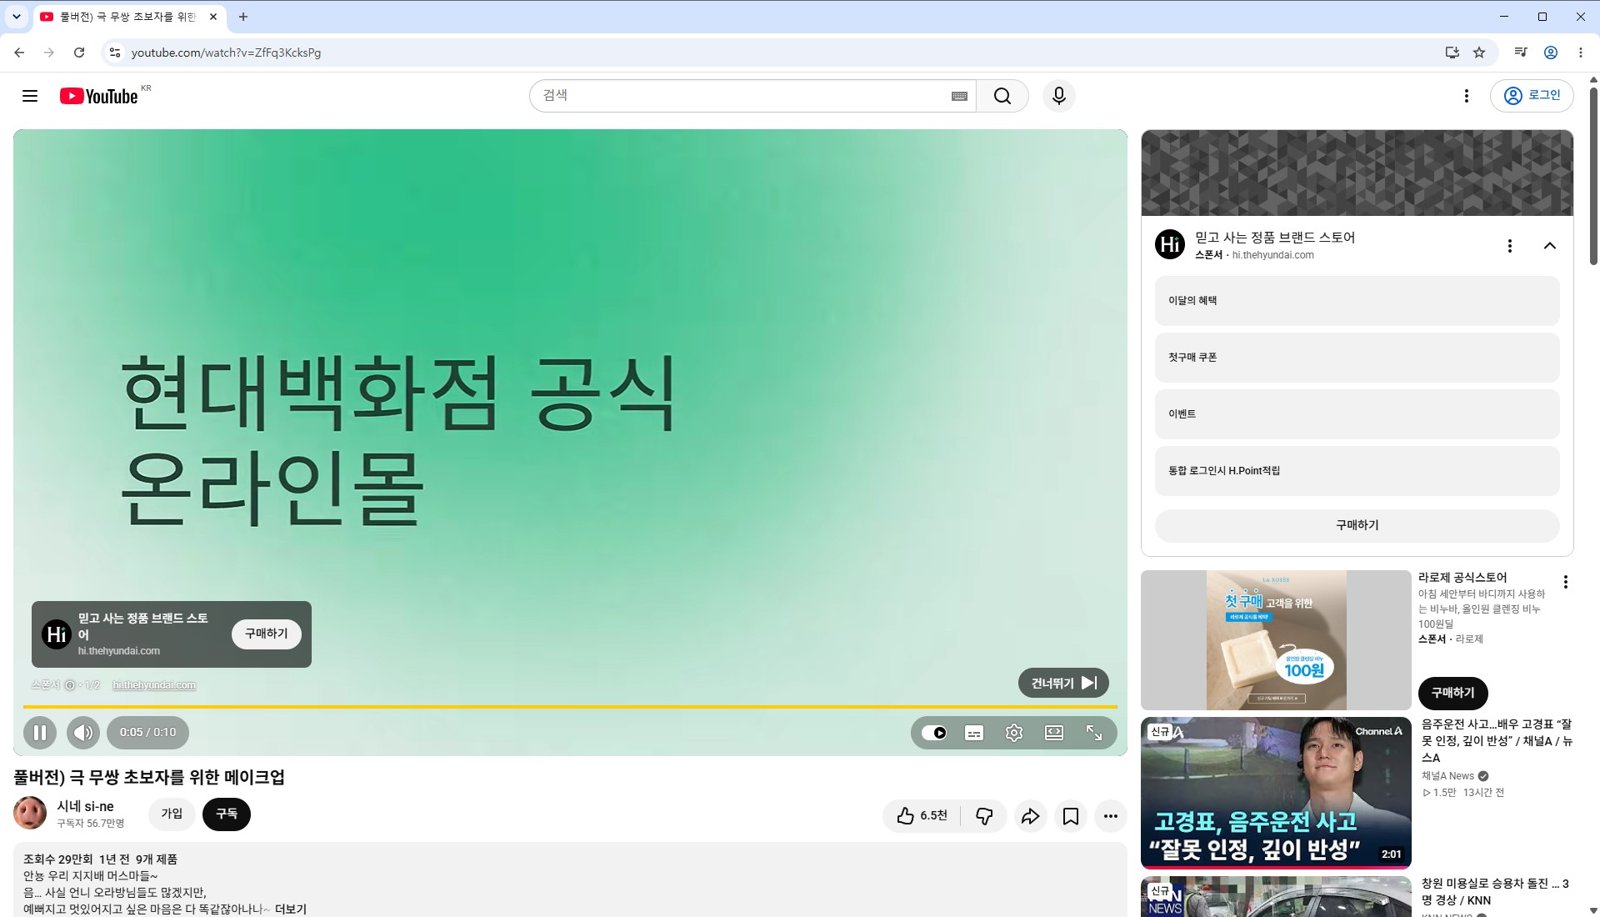 풀버전) 극 무쌍 초보자를 위한
youtube.com/watch?v=ZfFq3KcksPg
YouTube KR
검색
로그인
현대백화점 공식
온라인몰
Hi
믿고 사는 정품 브랜드 스토
어
hi.thehyundai.com
구매하기
스폰서 · 1/2 hi.thehyundai.com
건너뛰기
0:05 / 0:10
풀버전) 극 무쌍 초보자를 위한 메이크업
시네 si-ne
구독자 56.7만명
가입
구독
6.5천
조회수 29만회 1년 전 9개 제품
안뇽 우리 지지배 머스마들~
음... 사실 언니 오라방님들도 많겠지만,
예뻐지고 멋있어지고 싶은 마음은 다 똑같잖아나나~ 더보기
Hi
믿고 사는 정품 브랜드 스토어
스폰서 · hi.thehyundai.com
이달의 혜택
첫구매 쿠폰
이벤트
통합 로그인시 H.Point적립
구매하기
첫 구매 고객을 위한
100원
라로제 공식스토어
아침 세안부터 바디까지 사용하
는 비누바, 올인원 클렌징 비누
100원딜
스폰서 · 라로제
구매하기
신규
Channel A
고경표, 음주운전 사고
“잘못 인정, 깊이 반성”
2:01
음주운전 사고…배우 고경표 “잘
못 인정, 깊이 반성” / 채널A / 뉴
스A
채널A News
1.5만 13시간 전
신규
KNN
NEWS
창원 미용실로 승용차 돌진 ... 3
명 경상 / KNN